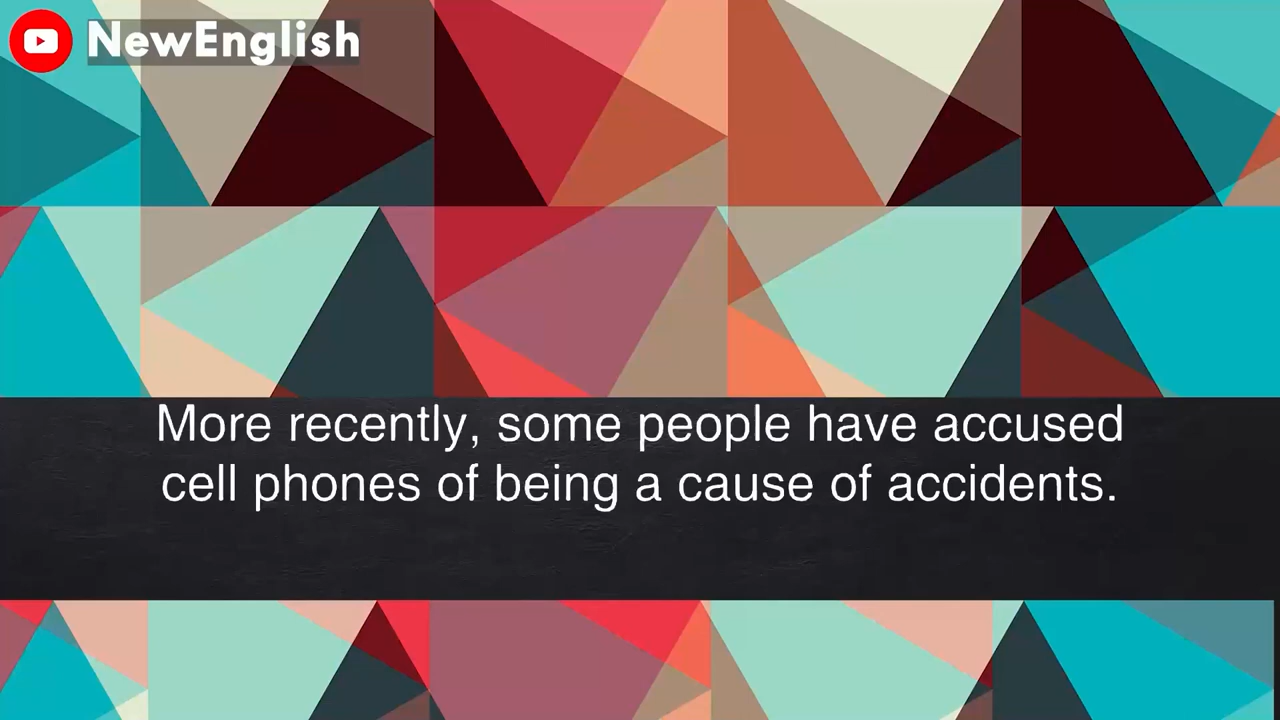 NewEnglish
More recently, some people have accused
cell phones of being a cause of accidents.